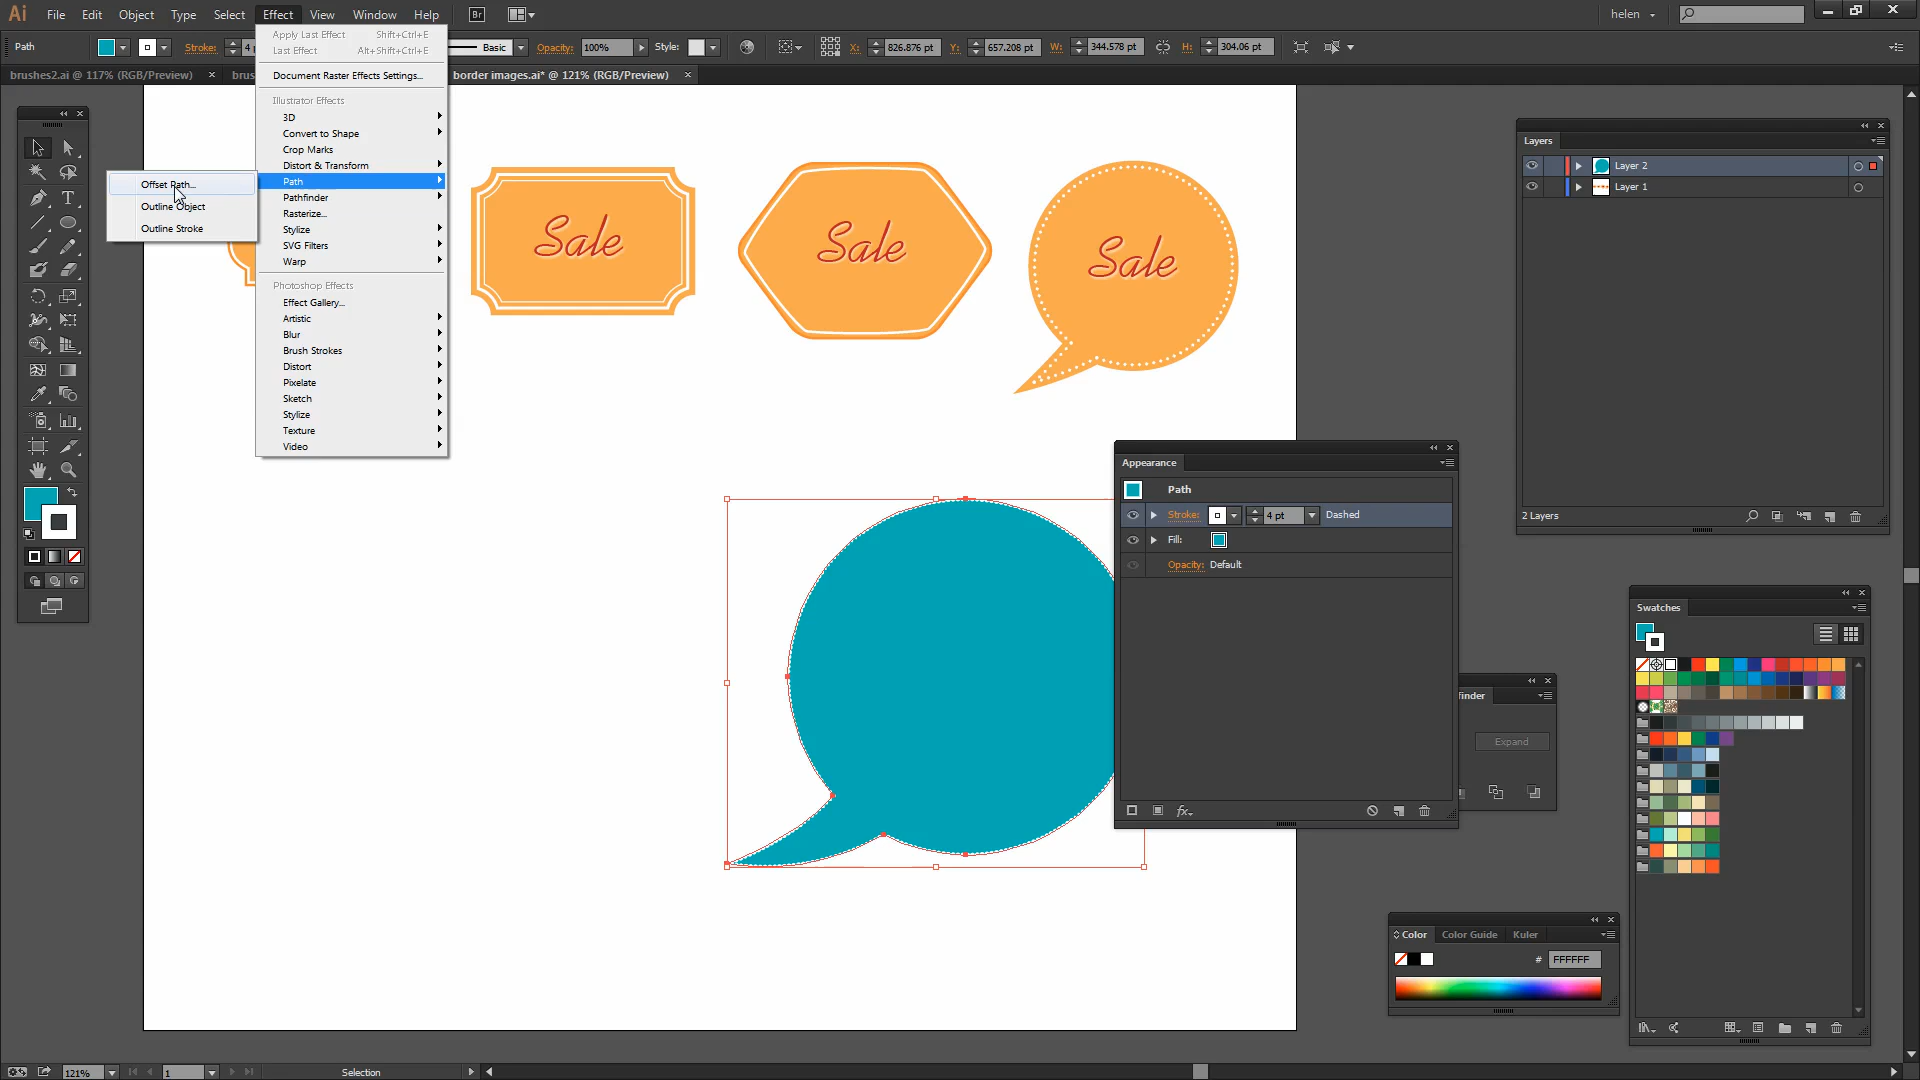 Ai File Edit Object Type Select Effect View Window Help Br helen
Path Stroke: 4 Basic Opacity: 100% Style: X: 826.876 pt Y: 657.208 pt W: 344.578 pt H: 304.06 pt
brushes2.ai @ 117% (RGB/Preview) × brus border images.ai* @ 121% (RGB/Preview) ×
Apply Last Effect Shift+Ctrl+E
Last Effect Alt+Shift+Ctrl+E
Document Raster Effects Settings...
Illustrator Effects
3D
Convert to Shape
Crop Marks
Distort & Transform
Path
Pathfinder
Rasterize...
Stylize
SVG Filters
Warp
Photoshop Effects
Effect Gallery...
Artistic
Blur
Brush Strokes
Distort
Pixelate
Sketch
Stylize
Texture
Video
Offset Path...
Outline Object
Outline Stroke
Sale
Sale
Sale
Layers
Layer 2
Layer 1
2 Layers
Appearance
Path
Stroke: 4 pt Dashed
Fill:
Opacity: Default
fx
finder
Expand
Swatches
Color Color Guide Kuler
# FFFFFF
121% 1 Selection